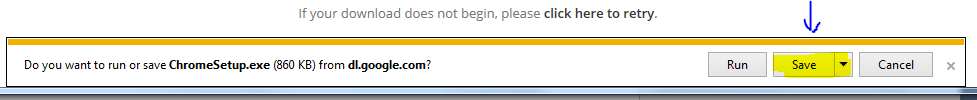 If your download does not begin, please click here to retry.
Do you want to run or save ChromeSetup.exe (860 KB) from dl.google.com? Run Save Cancel